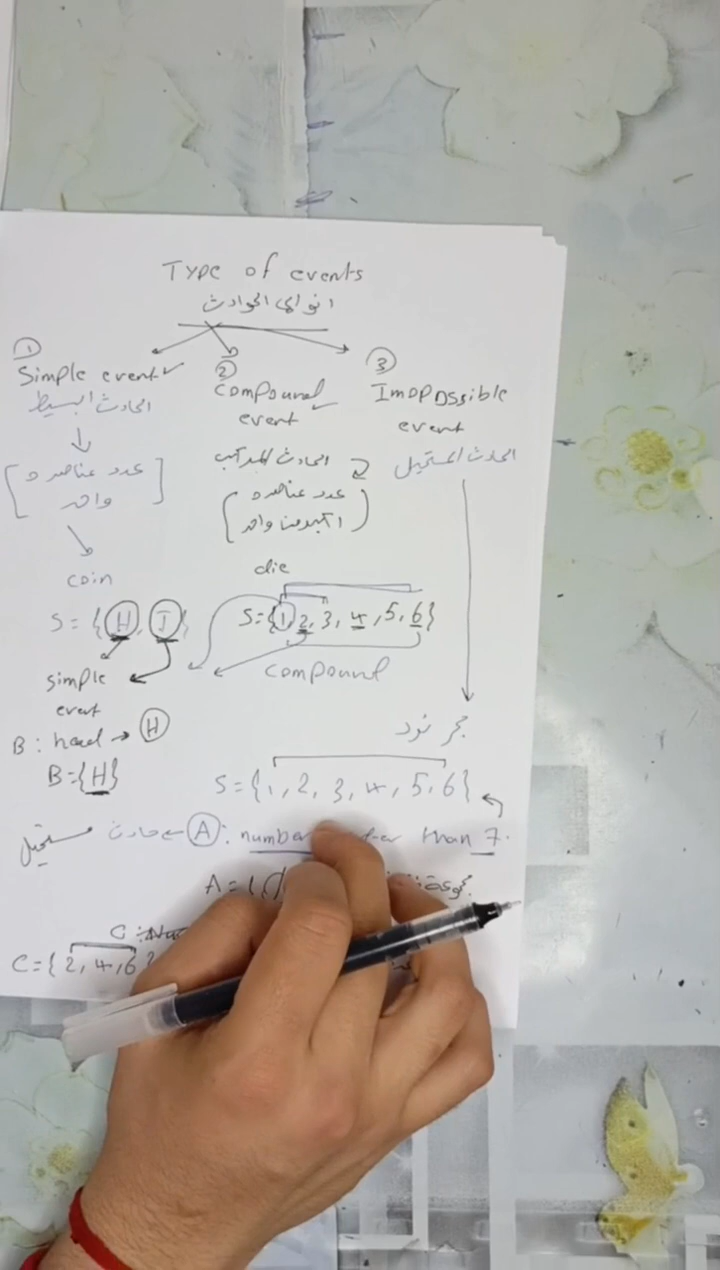 Type of events
انواع الحوادث
①
Simple event ✓
الحادث البسيط
[عدد عناصره
واحد]
coin
S = {H, T}
simple
event
B : head → H
B = {H}
②
compound
event ✓
الحادث المركب
(عدد عناصره
اكبر من واحد)
die
S = {1, 2, 3, 4, 5, 6}
compound
③
Imopossible
event
الحدث المستحيل
حجر نرد
S = {1, 2, 3, 4, 5, 6}
حادث مستحيل A : number than 7.
A = {
C :
C = {2, 4, 6}